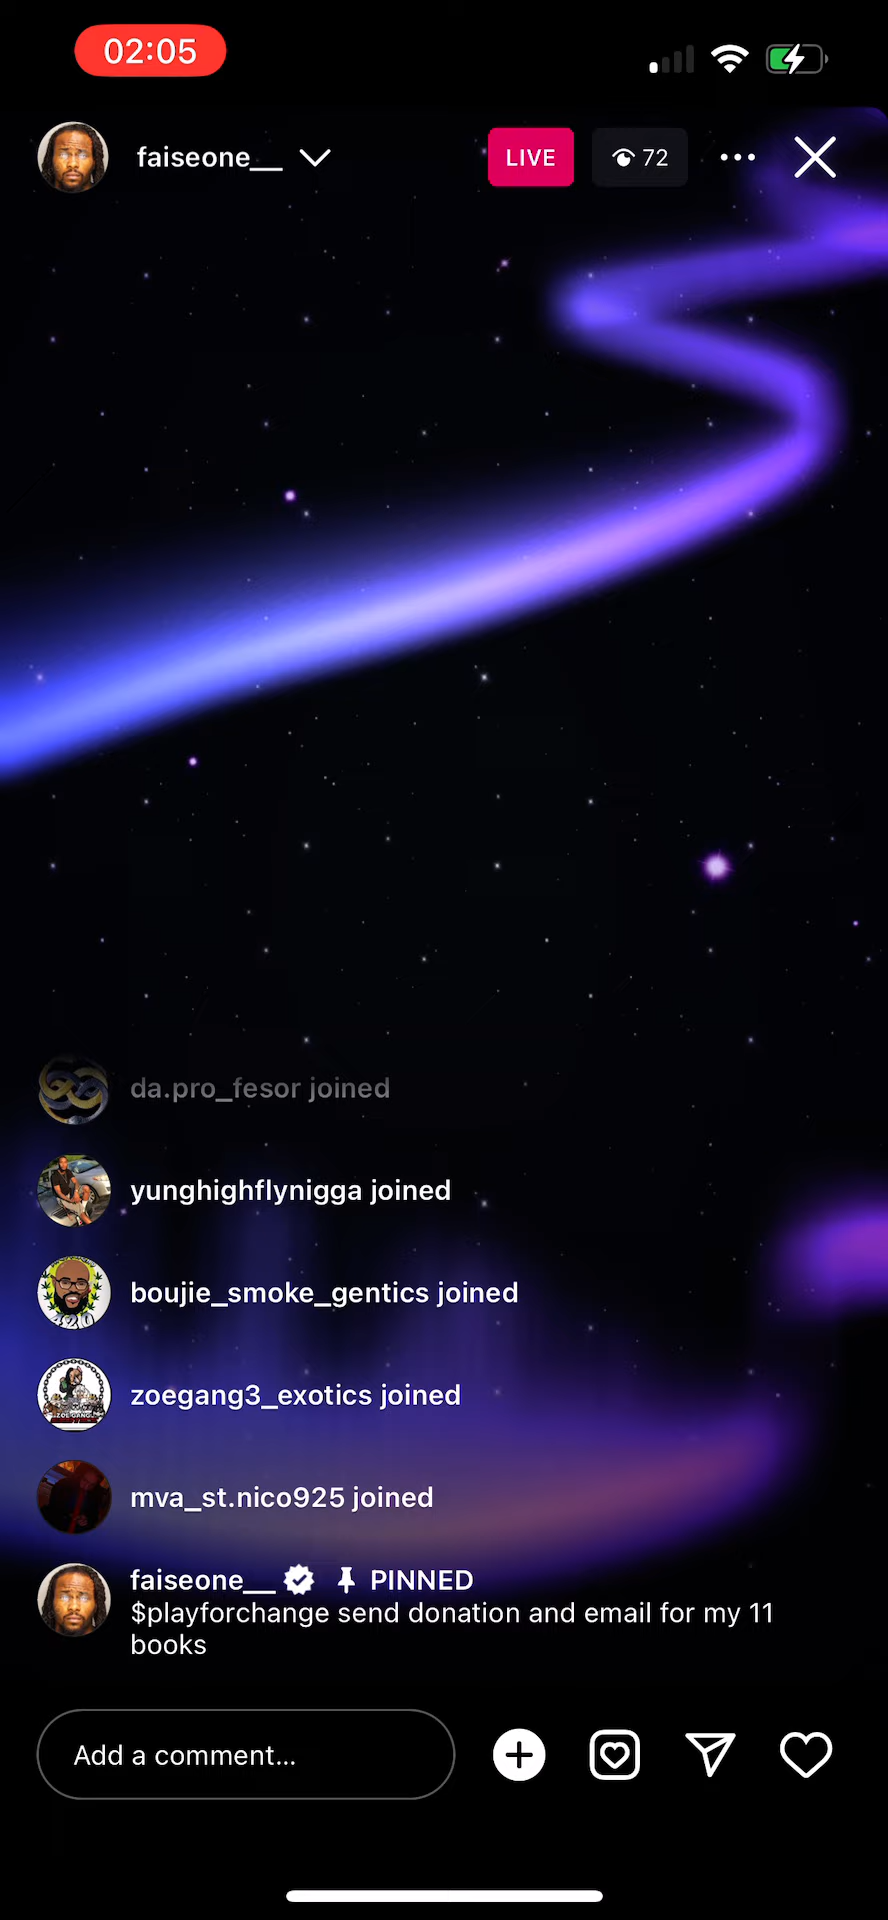 02:05
faiseone__
LIVE
72
da.pro_fesor joined
yunghighflynigga joined
boujie_smoke_gentics joined
zoegang3_exotics joined
mva_st.nico925 joined
faiseone__ PINNED
$playforchange send donation and email for my 11
books
Add a comment...